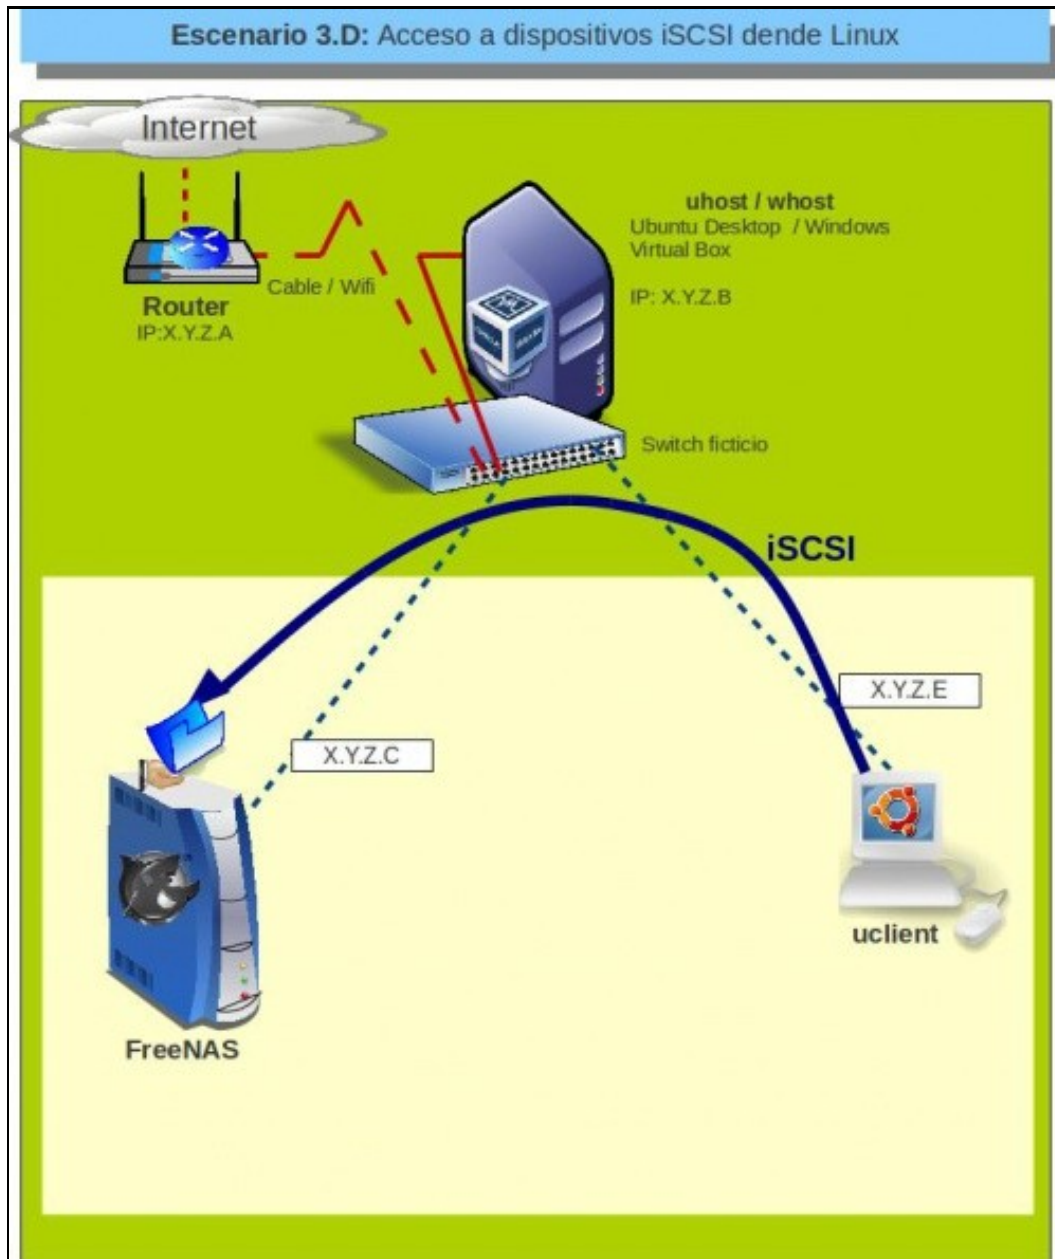 Escenario 3.D: Acceso a dispositivos iSCSI dende Linux
Internet
uhost / whost
Ubuntu Desktop / Windows
Virtual Box
IP: X.Y.Z.B
Cable / Wifi
Router
IP:X.Y.Z.A
Switch ficticio
iSCSI
X.Y.Z.E
X.Y.Z.C
uclient
FreeNAS